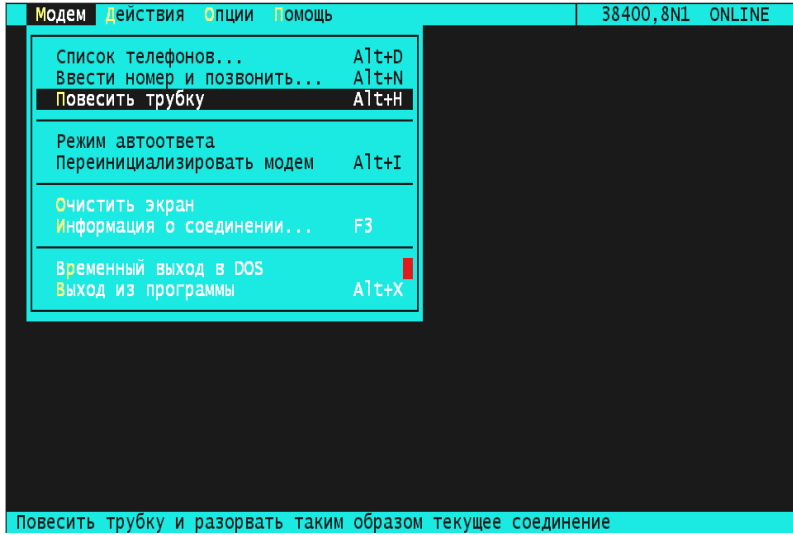 Модем Действия Опции Помощь 38400,8N1 ONLINE
Список телефонов... Alt+D
Ввести номер и позвонить... Alt+N
Повесить трубку Alt+H
Режим автоответа
Переинициализировать модем Alt+I
Очистить экран
Информация о соединении... F3
Временный выход в DOS
Выход из программы Alt+X
Повесить трубку и разорвать таким образом текущее соединение